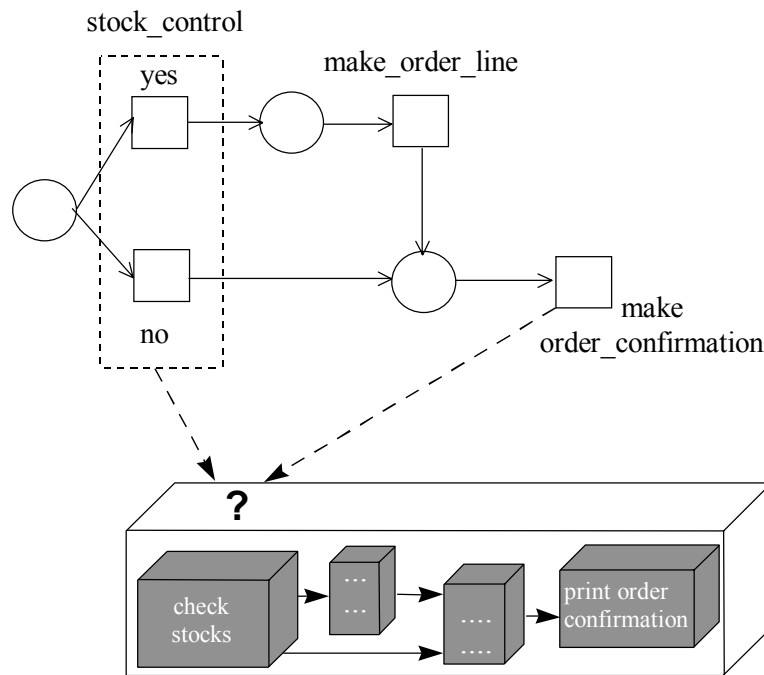 stock_control
yes
make_order_line
no
make
order_confirmation
?
check
stocks
...
...
....
....
print order
confirmation